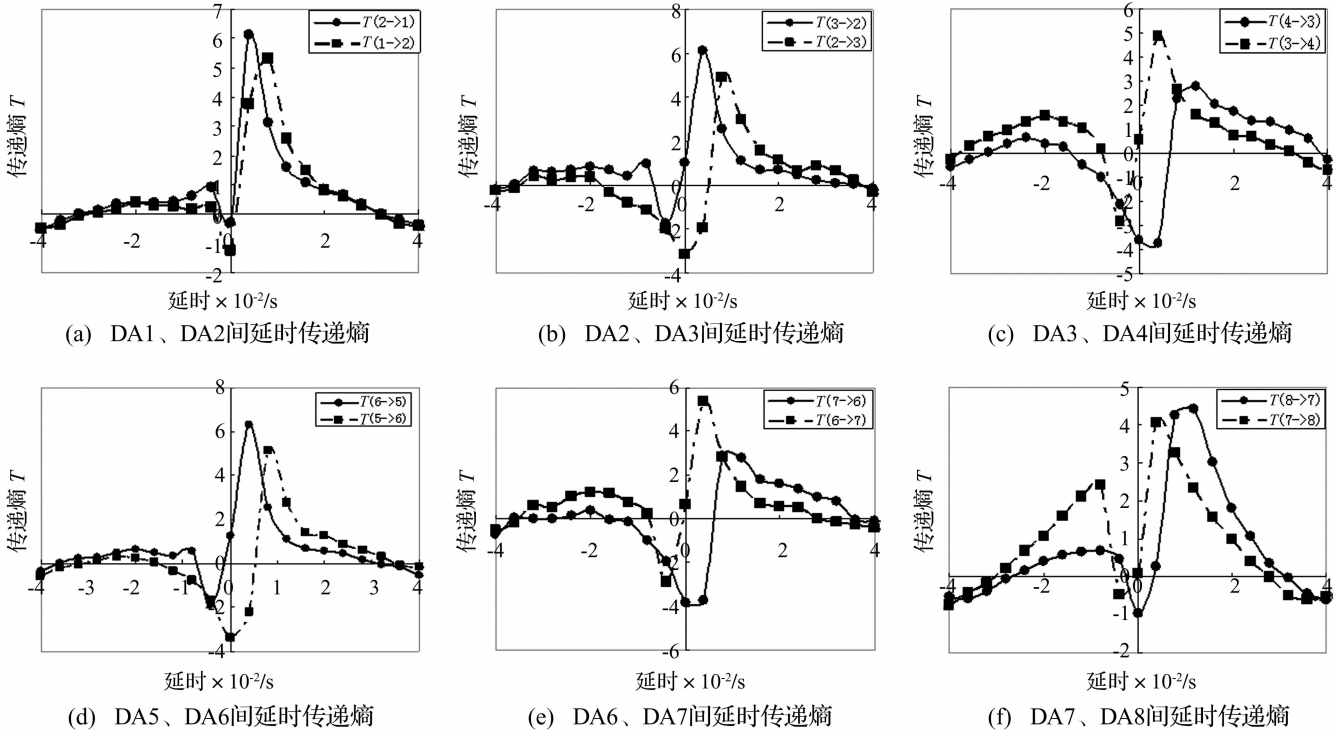 7
6
5
4
3
2
1
0
-1
-2
-4
-2
0
2
4
T(2->1)
T(1->2)
传递熵 T
延时×10-2/s
(a) DA1、DA2间延时传递熵
8
6
4
2
0
-2
-4
-4
-2
0
2
4
T(3->2)
T(2->3)
传递熵 T
延时×10-2/s
(b) DA2、DA3间延时传递熵
6
5
4
3
2
1
0
-1
-2
-3
-4
-5
-4
-2
0
2
4
T(4->3)
T(3->4)
传递熵 T
延时×10-2/s
(c) DA3、DA4间延时传递熵
8
6
4
2
0
-2
-4
-4
-3
-2
-1
0
1
2
3
4
T(6->5)
T(5->6)
传递熵 T
延时×10-2/s
(d) DA5、DA6间延时传递熵
6
4
2
0
-2
-4
-6
-4
-2
0
2
4
T(7->6)
T(6->7)
传递熵 T
延时×10-2/s
(e) DA6、DA7间延时传递熵
5
4
3
2
1
0
-1
-2
-4
-2
0
2
4
T(8->7)
T(7->8)
传递熵 T
延时×10-2/s
(f) DA7、DA8间延时传递熵